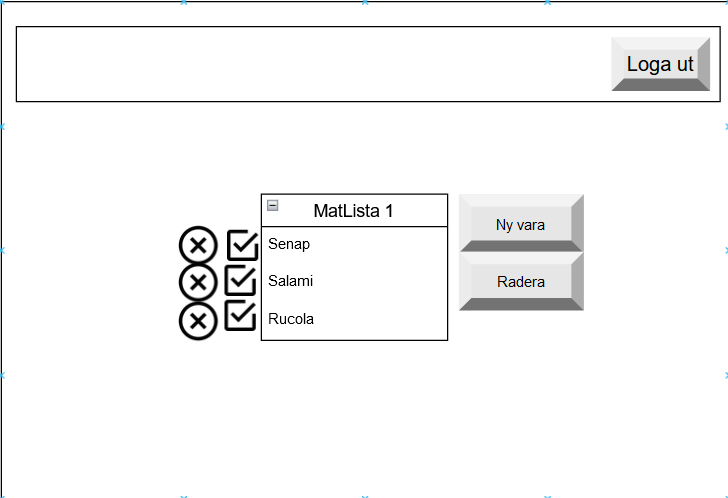 Loga ut
MatLista 1
Ny vara
Senap
Salami
Radera
Rucola